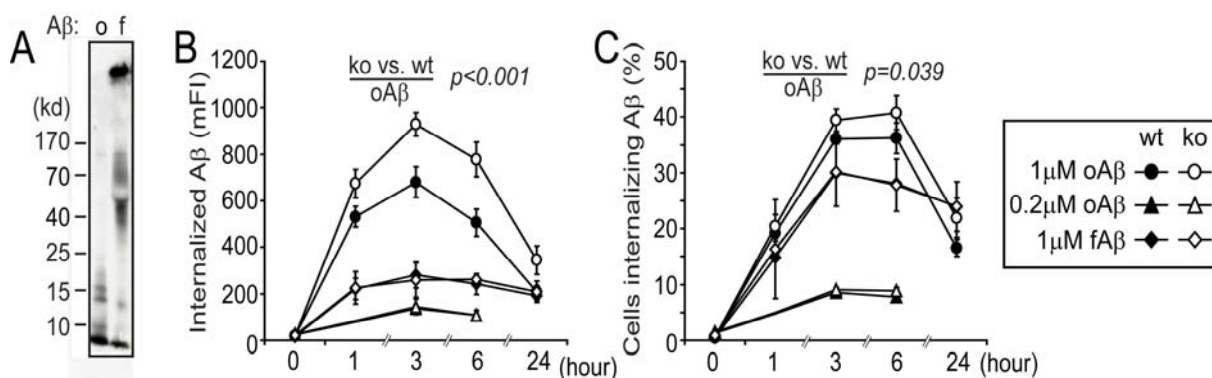 A
Aβ: o f
(kd)
170
70
40
25
15
10
B
Internalized Aβ (mFI)
1200
1000
800
600
400
200
0
ko vs. wt
oAβ
p<0.001
0 1 3 6 24 (hour)
C
Cells internalizing Aβ (%)
50
40
30
20
10
0
ko vs. wt
oAβ
p=0.039
0 1 3 6 24 (hour)
wt ko
1μM oAβ
0.2μM oAβ
1μM fAβ